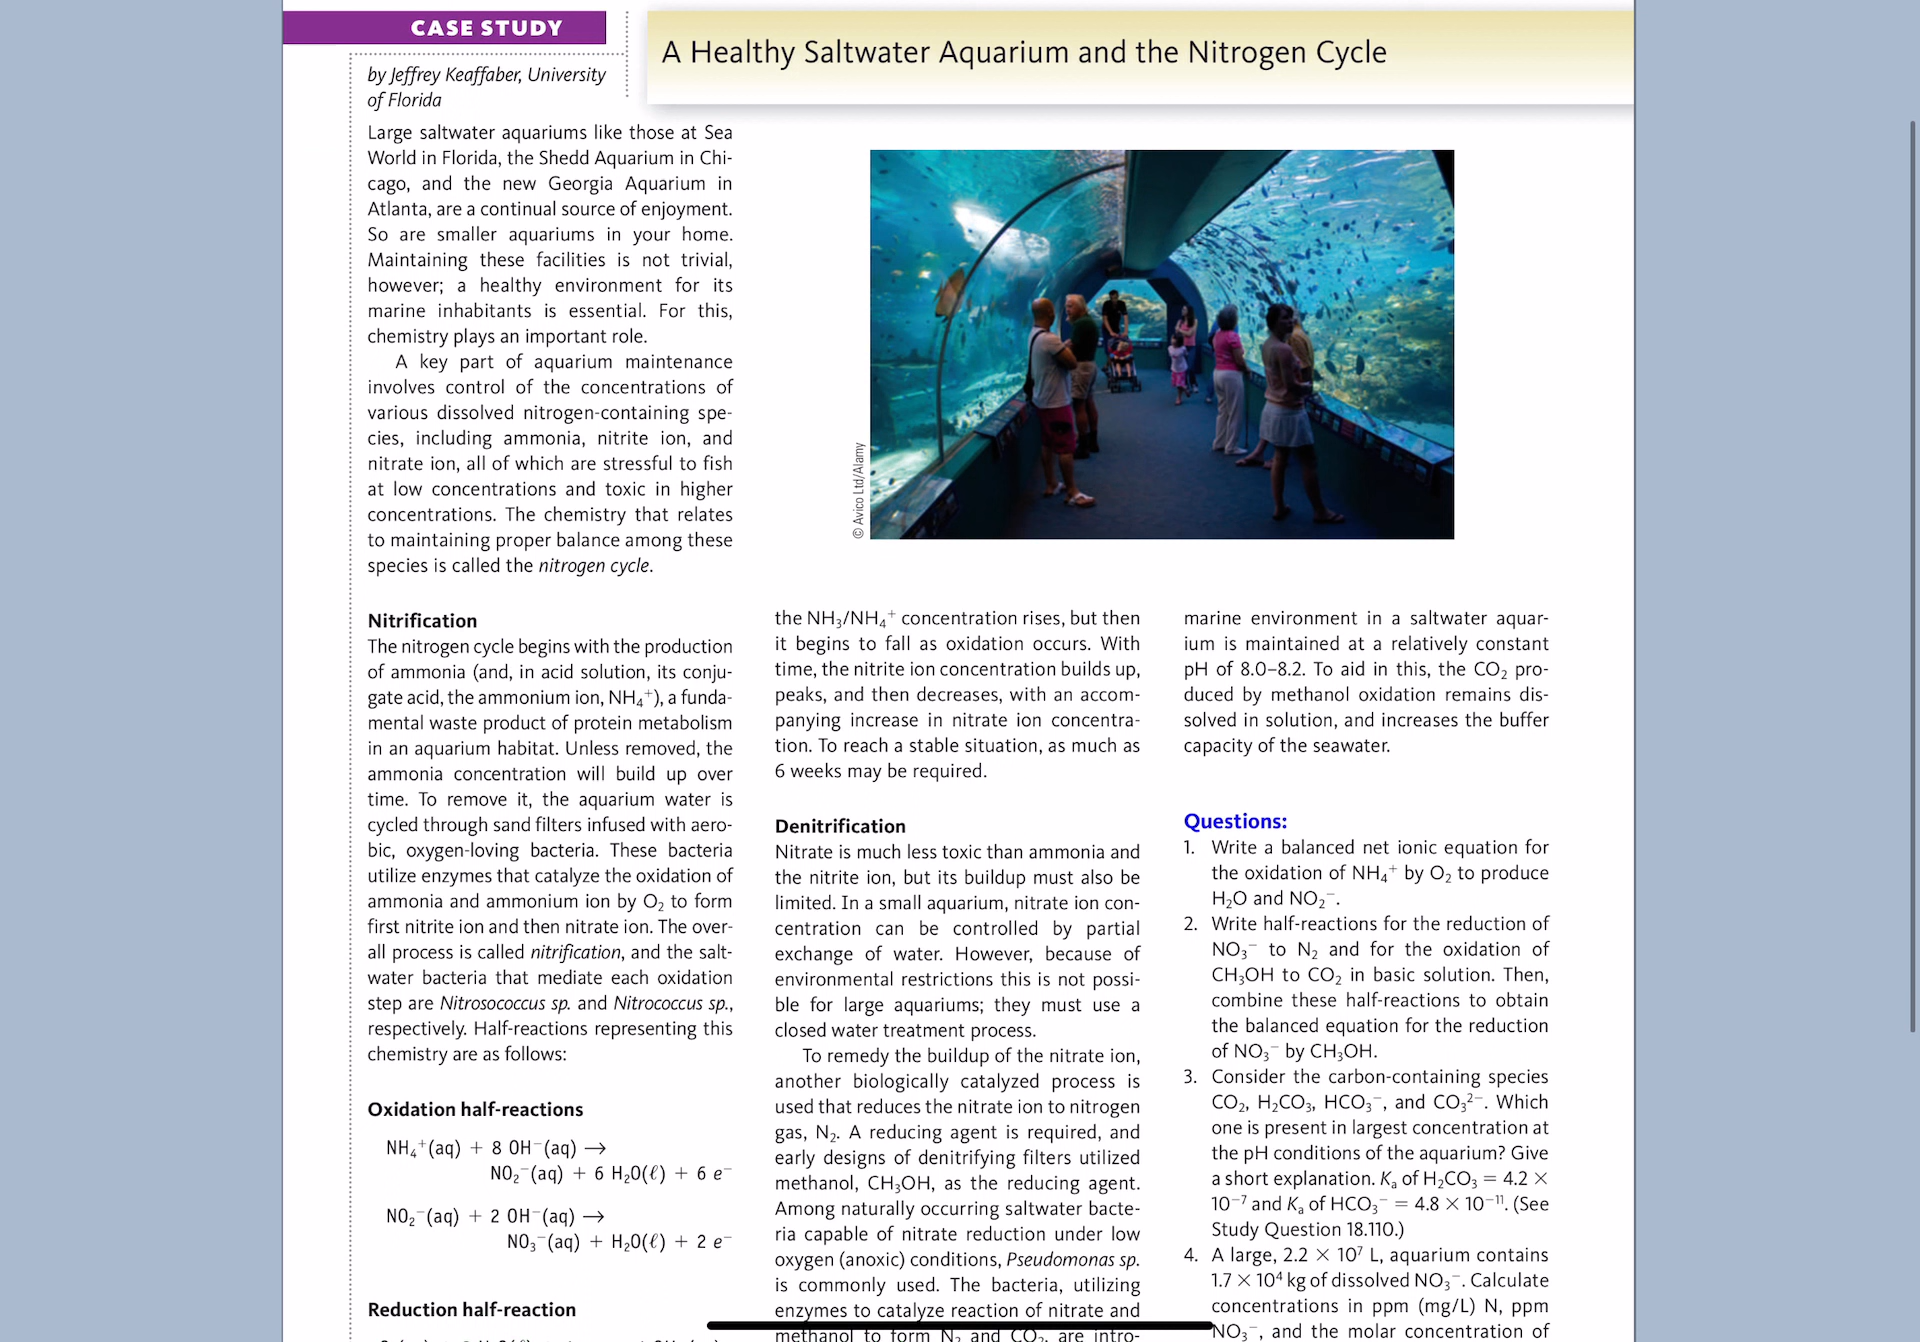 CASE STUDY
A Healthy Saltwater Aquarium and the Nitrogen Cycle
by Jeffrey Keaffaber, University
of Florida
Large saltwater aquariums like those at Sea
World in Florida, the Shedd Aquarium in Chi-
cago, and the new Georgia Aquarium in
Atlanta, are a continual source of enjoyment.
So are smaller aquariums in your home.
Maintaining these facilities is not trivial,
however; a healthy environment for its
marine inhabitants is essential. For this,
chemistry plays an important role.
A key part of aquarium maintenance
involves control of the concentrations of
various dissolved nitrogen-containing spe-
cies, including ammonia, nitrite ion, and
nitrate ion, all of which are stressful to fish
at low concentrations and toxic in higher
concentrations. The chemistry that relates
to maintaining proper balance among these
species is called the nitrogen cycle.
© Avico Ltd/Alamy
Nitrification
The nitrogen cycle begins with the production
of ammonia (and, in acid solution, its conju-
gate acid, the ammonium ion, NH₄⁺), a funda-
mental waste product of protein metabolism
in an aquarium habitat. Unless removed, the
ammonia concentration will build up over
time. To remove it, the aquarium water is
cycled through sand filters infused with aero-
bic, oxygen-loving bacteria. These bacteria
utilize enzymes that catalyze the oxidation of
ammonia and ammonium ion by O₂ to form
first nitrite ion and then nitrate ion. The over-
all process is called nitrification, and the salt-
water bacteria that mediate each oxidation
step are Nitrosococcus sp. and Nitrococcus sp.,
respectively. Half-reactions representing this
chemistry are as follows:
Oxidation half-reactions
NH₄⁺(aq) + 8 OH⁻(aq) →
NO₂⁻(aq) + 6 H₂O(ℓ) + 6 e⁻
NO₂⁻(aq) + 2 OH⁻(aq) →
NO₃⁻(aq) + H₂O(ℓ) + 2 e⁻
Reduction half-reaction
the NH₃/NH₄⁺ concentration rises, but then
it begins to fall as oxidation occurs. With
time, the nitrite ion concentration builds up,
peaks, and then decreases, with an accom-
panying increase in nitrate ion concentra-
tion. To reach a stable situation, as much as
6 weeks may be required.
Denitrification
Nitrate is much less toxic than ammonia and
the nitrite ion, but its buildup must also be
limited. In a small aquarium, nitrate ion con-
centration can be controlled by partial
exchange of water. However, because of
environmental restrictions this is not possi-
ble for large aquariums; they must use a
closed water treatment process.
To remedy the buildup of the nitrate ion,
another biologically catalyzed process is
used that reduces the nitrate ion to nitrogen
gas, N₂. A reducing agent is required, and
early designs of denitrifying filters utilized
methanol, CH₃OH, as the reducing agent.
Among naturally occurring saltwater bacte-
ria capable of nitrate reduction under low
oxygen (anoxic) conditions, Pseudomonas sp.
is commonly used. The bacteria, utilizing
enzymes to catalyze reaction of nitrate and
methanol to form N₂ and CO₂, are intro-
marine environment in a saltwater aquar-
ium is maintained at a relatively constant
pH of 8.0–8.2. To aid in this, the CO₂ pro-
duced by methanol oxidation remains dis-
solved in solution, and increases the buffer
capacity of the seawater.
Questions:
1. Write a balanced net ionic equation for
the oxidation of NH₄⁺ by O₂ to produce
H₂O and NO₂⁻.
2. Write half-reactions for the reduction of
NO₃⁻ to N₂ and for the oxidation of
CH₃OH to CO₂ in basic solution. Then,
combine these half-reactions to obtain
the balanced equation for the reduction
of NO₃⁻ by CH₃OH.
3. Consider the carbon-containing species
CO₂, H₂CO₃, HCO₃⁻, and CO₃²⁻. Which
one is present in largest concentration at
the pH conditions of the aquarium? Give
a short explanation. Kₐ of H₂CO₃ = 4.2 ×
10⁻⁷ and Kₐ of HCO₃⁻ = 4.8 × 10⁻¹¹. (See
Study Question 18.110.)
4. A large, 2.2 × 10⁷ L, aquarium contains
1.7 × 10⁴ kg of dissolved NO₃⁻. Calculate
concentrations in ppm (mg/L) N, ppm
NO₃⁻, and the molar concentration of